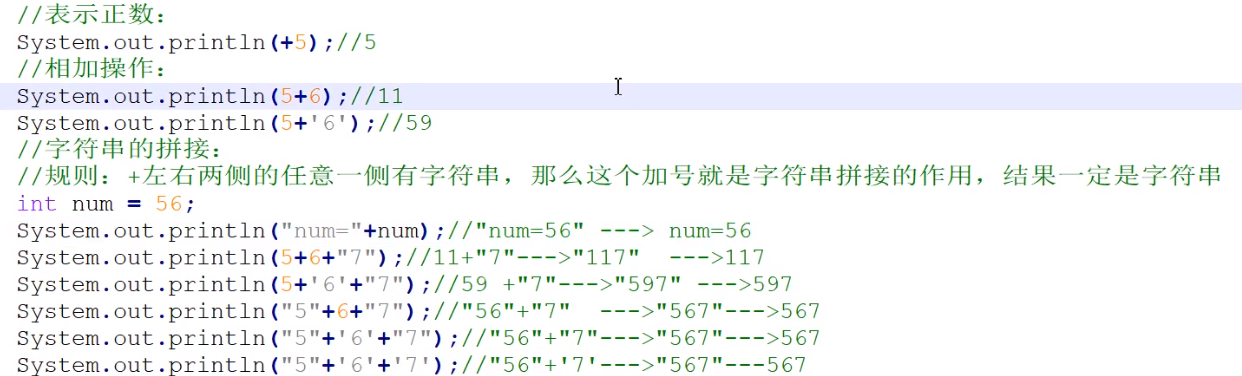 //表示正数：
System.out.println(+5);//5
//相加操作：
System.out.println(5+6);//11
System.out.println(5+'6');//59
//字符串的拼接：
//规则：+左右两侧的任意一侧有字符串，那么这个加号就是字符串拼接的作用，结果一定是字符串
int num = 56;
System.out.println("num="+num);//"num=56" ---> num=56
System.out.println(5+6+"7");//11+"7"--->"117"  --->117
System.out.println(5+'6'+"7");//59 +"7"--->"597" --->597
System.out.println("5"+6+"7");//"56"+"7"  --->"567"--->567
System.out.println("5"+'6'+"7");//"56"+"7"--->"567"--->567
System.out.println("5"+'6'+'7');//"56"+'7'--->"567"---567